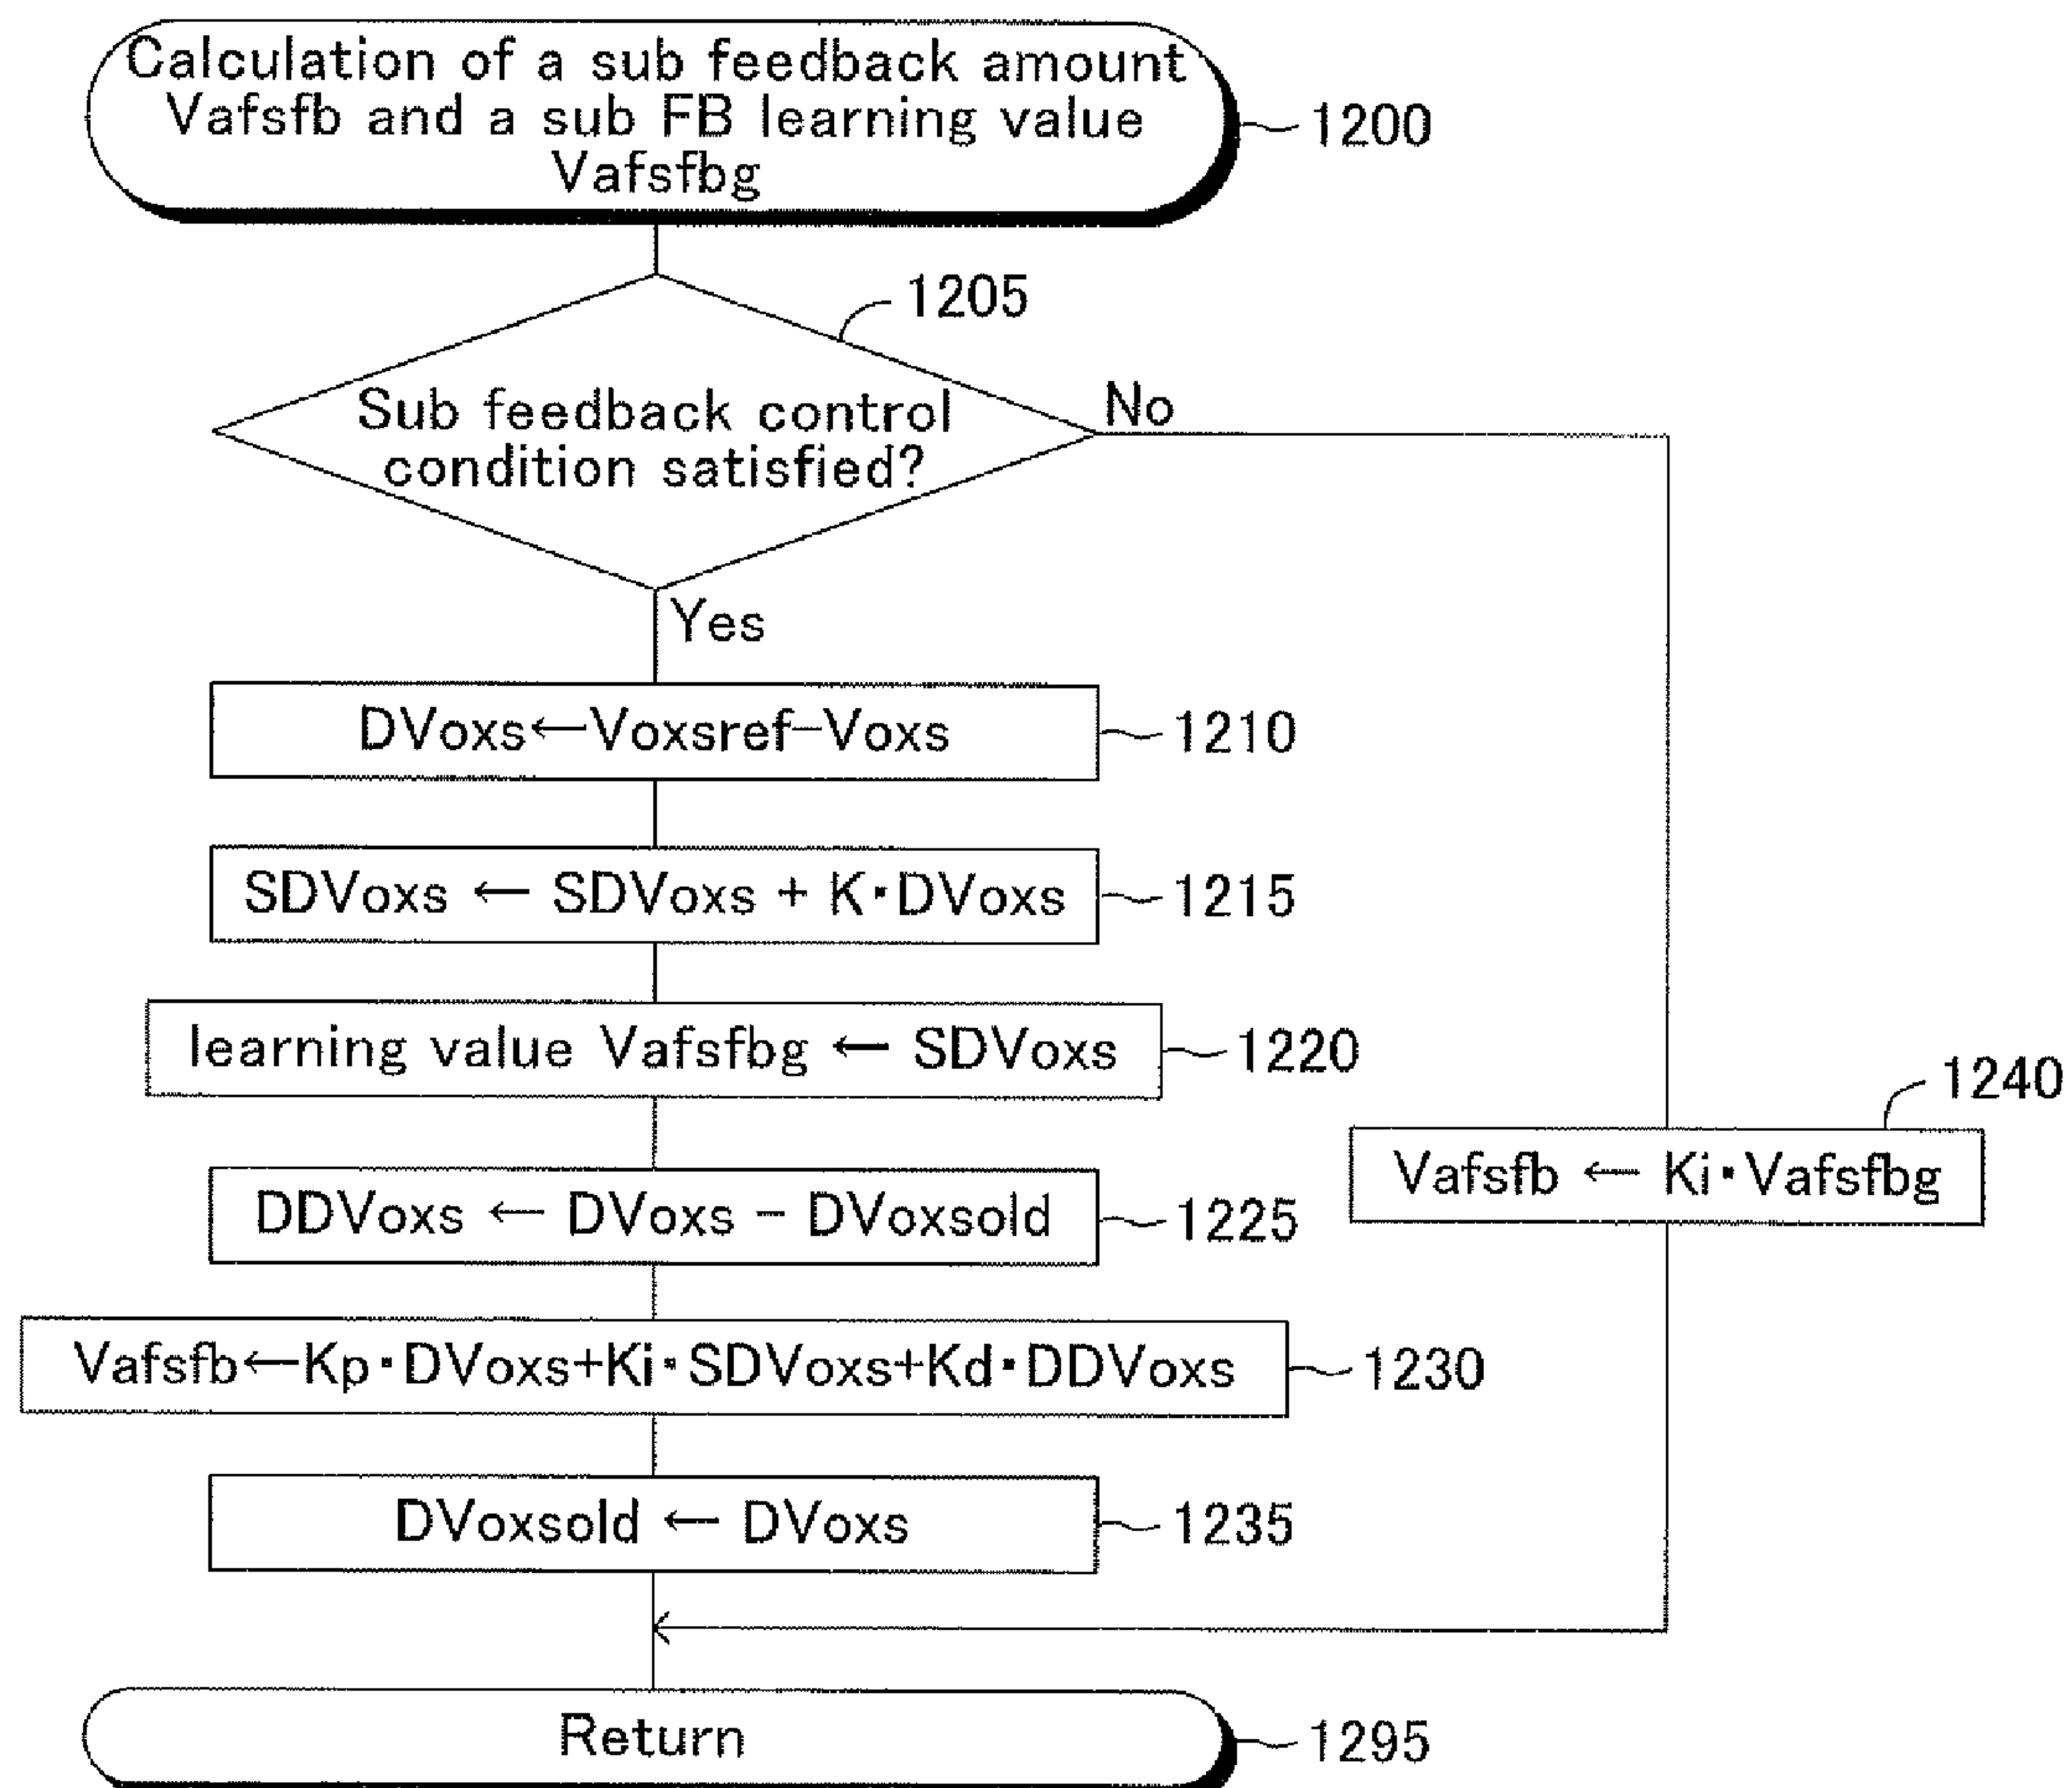 Calculation of a sub feedback amount
Vafsfb and a sub FB learning value
Vafsfbg
1200
1205
Sub feedback control
condition satisfied?
No
Yes
DVoxs←Voxsref−Voxs
1210
SDVoxs ← SDVoxs + K·DVoxs
1215
learning value Vafsfbg ← SDVoxs
1220
1240
Vafsfb ← Ki·Vafsfbg
DDVoxs ← DVoxs − DVoxsold
1225
Vafsfb←Kp·DVoxs+Ki·SDVoxs+Kd·DDVoxs
1230
DVoxsold ← DVoxs
1235
Return
1295